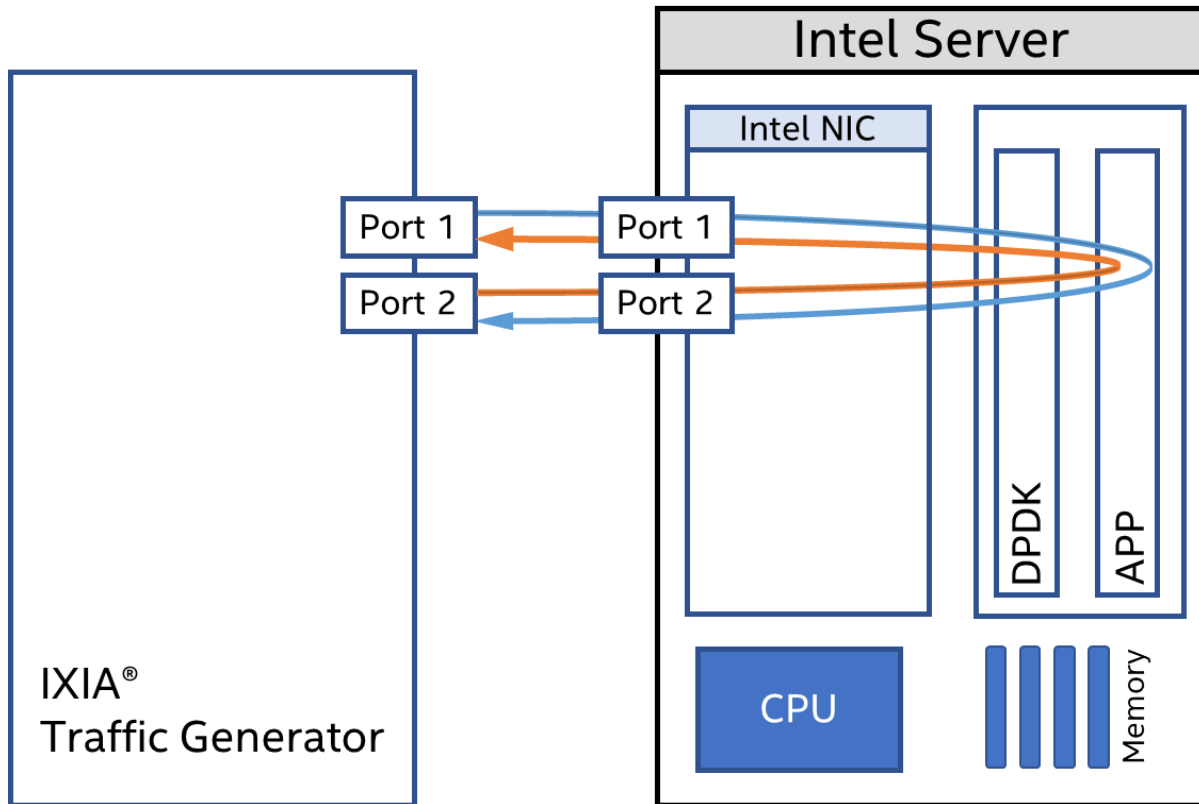 Intel Server
Intel NIC
Port 1
Port 1
Port 2
Port 2
DPDK
APP
IXIA®
Traffic Generator
CPU
Memory